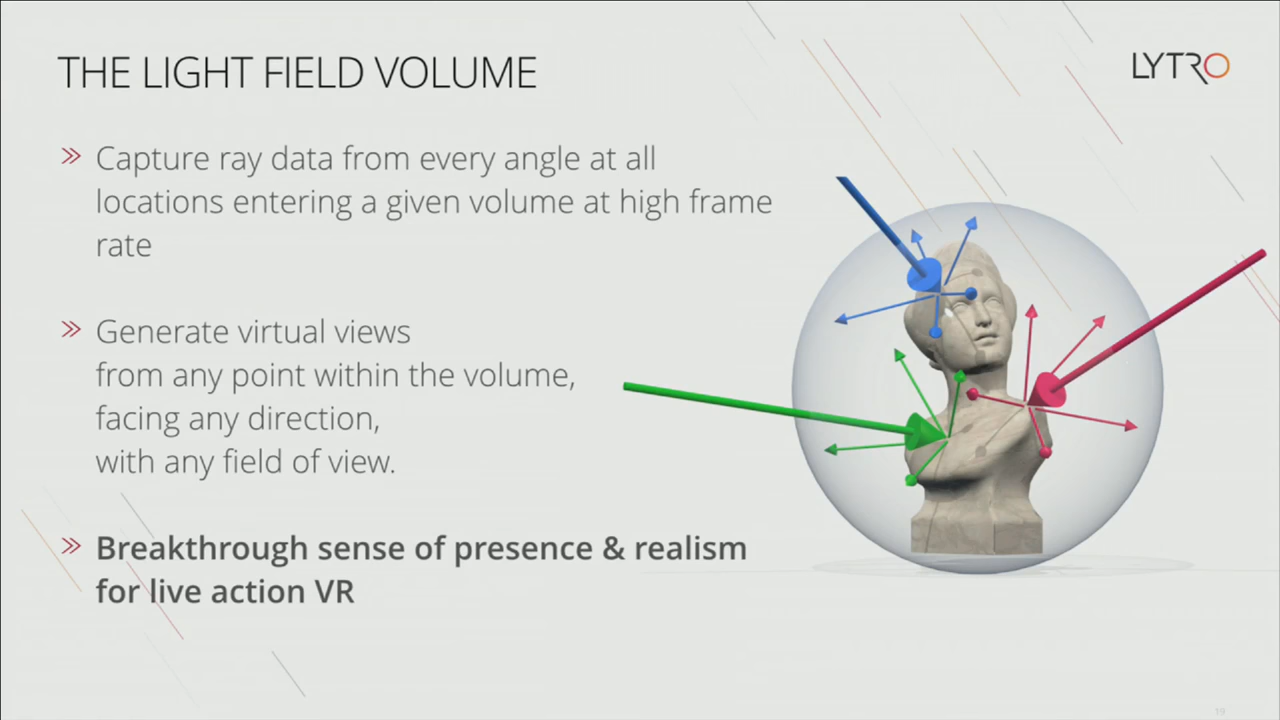 THE LIGHT FIELD VOLUME
LYTRO
Capture ray data from every angle at all
locations entering a given volume at high frame
rate
Generate virtual views
from any point within the volume,
facing any direction,
with any field of view.
Breakthrough sense of presence & realism
for live action VR
19